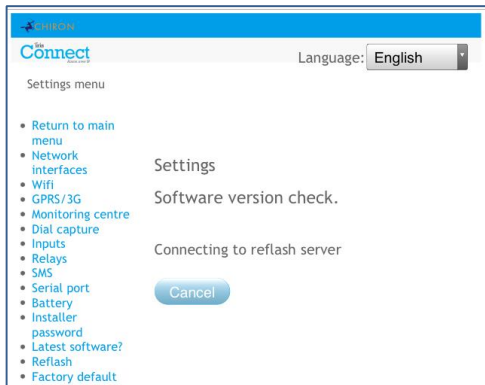 CHIRON
iris
Connect
Language: English
Settings menu
Return to main
menu
Network
interfaces
Wifi
GPRS/3G
Monitoring centre
Dial capture
Inputs
Relays
SMS
Serial port
Battery
Installer
password
Latest software?
Reflash
Factory default
Settings
Software version check.
Connecting to reflash server
Cancel